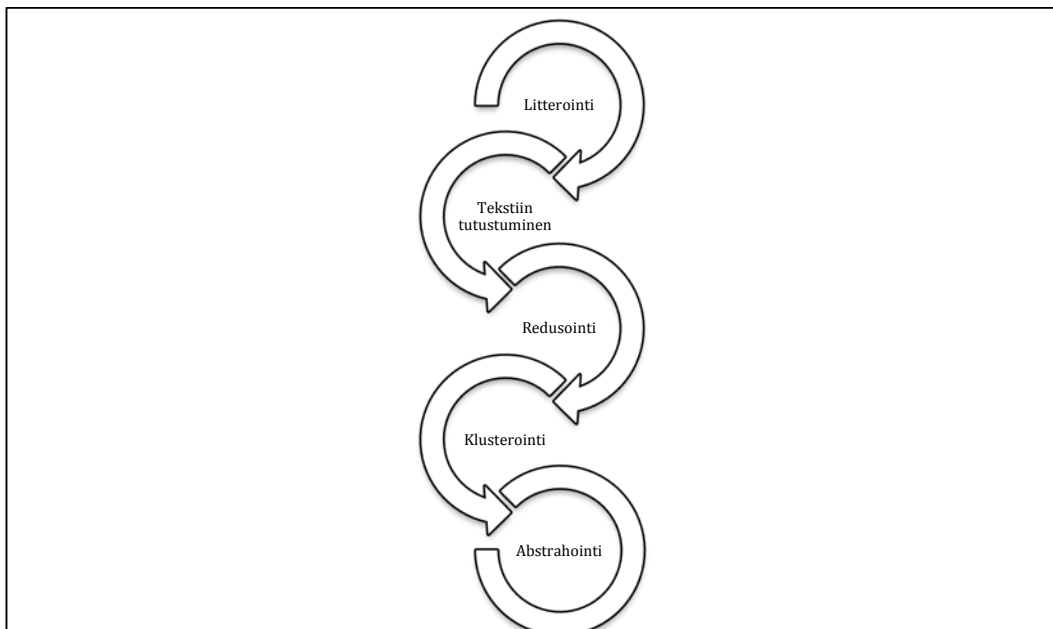 Litterointi
Tekstiin
tutustuminen
Redusointi
Klusterointi
Abstrahointi